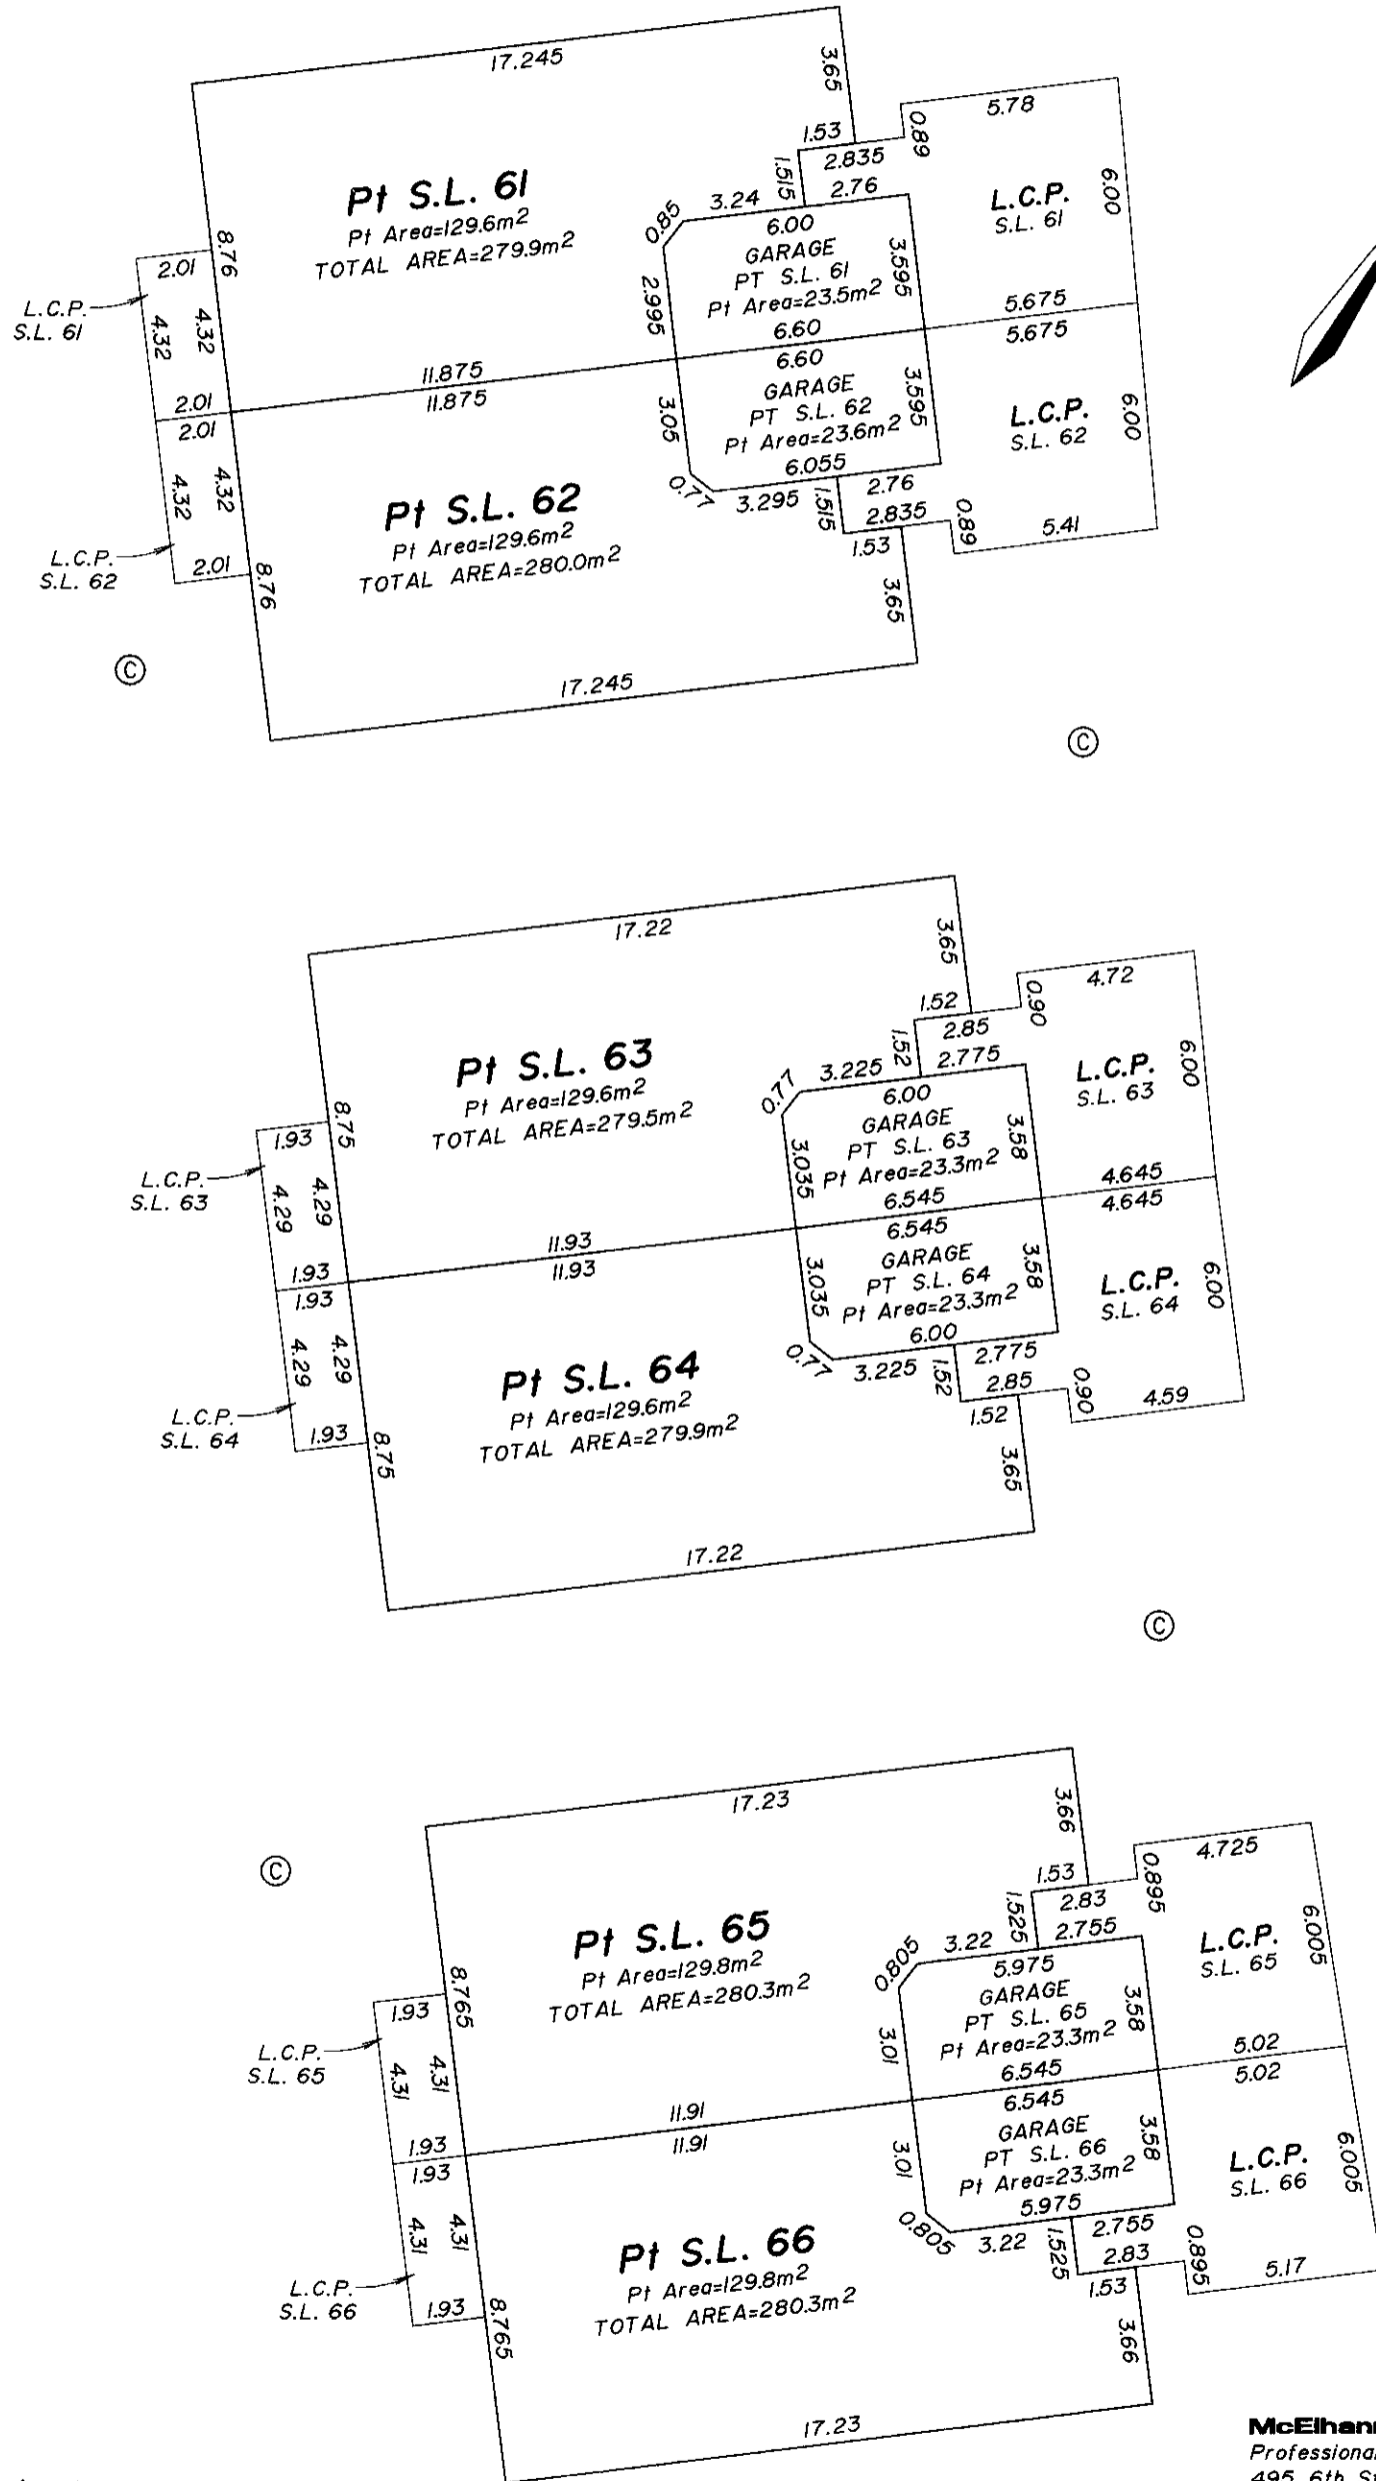 17.245
3.65
5.78
0.89
1.53
2.835
1.515
2.76
3.24
0.85
6.00
Pt S.L. 61
Pt Area=129.6m2
TOTAL AREA=279.9m2
GARAGE
PT S.L. 61
Pt Area=23.5m2
3.595
L.C.P.
S.L. 61
6.00
8.76
2.01
L.C.P.
S.L. 61
4.32
4.32
2.995
6.60
5.675
11.875
2.01
11.875
6.60
5.675
2.01
GARAGE
PT S.L. 62
Pt Area=23.6m2
3.595
3.05
L.C.P.
S.L. 62
6.00
4.32
4.32
Pt S.L. 62
Pt Area=129.6m2
TOTAL AREA=280.0m2
6.055
0.77
3.295
1.515
2.76
2.835
0.89
5.41
1.53
L.C.P.
S.L. 62
2.01
8.76
3.65
©
17.245
©
17.22
3.65
4.72
0.90
1.52
2.85
1.52
2.775
3.225
0.77
6.00
Pt S.L. 63
Pt Area=129.6m2
TOTAL AREA=279.5m2
GARAGE
PT S.L. 63
Pt Area=23.3m2
3.58
L.C.P.
S.L. 63
6.00
8.75
1.93
L.C.P.
S.L. 63
4.29
4.29
3.035
6.545
4.645
11.93
1.93
11.93
6.545
4.645
1.93
GARAGE
PT S.L. 64
Pt Area=23.3m2
3.58
3.035
L.C.P.
S.L. 64
6.00
4.29
4.29
Pt S.L. 64
Pt Area=129.6m2
TOTAL AREA=279.9m2
6.00
0.77
3.225
1.52
2.775
2.85
0.90
4.59
1.52
L.C.P.
S.L. 64
1.93
8.75
3.65
17.22
©
17.23
3.66
4.725
0.895
1.53
2.83
1.525
2.755
3.22
0.805
5.975
©
Pt S.L. 65
Pt Area=129.8m2
TOTAL AREA=280.3m2
GARAGE
PT S.L. 65
Pt Area=23.3m2
3.58
L.C.P.
S.L. 65
6.005
8.765
1.93
L.C.P.
S.L. 65
4.31
4.31
3.01
6.545
5.02
11.91
1.93
11.91
6.545
5.02
1.93
GARAGE
PT S.L. 66
Pt Area=23.3m2
3.58
3.01
L.C.P.
S.L. 66
6.005
4.31
4.31
Pt S.L. 66
Pt Area=129.8m2
TOTAL AREA=280.3m2
5.975
0.805
3.22
1.525
2.755
2.83
0.895
5.17
1.53
L.C.P.
S.L. 66
1.93
8.765
3.66
17.23
McElhann
Professiona
495 6th S